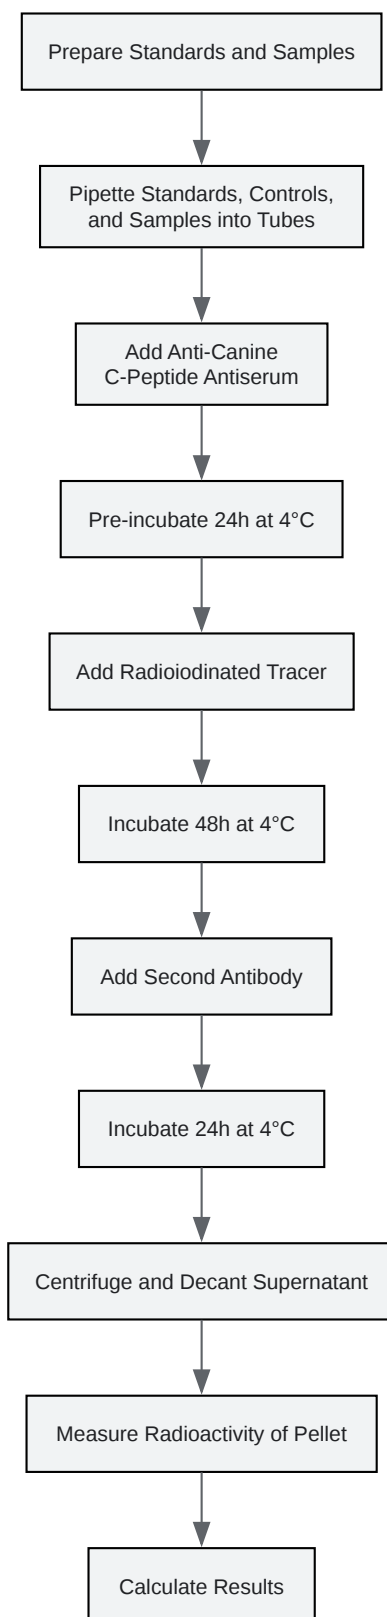 Prepare Standards and Samples
Pipette Standards, Controls,
and Samples into Tubes
Add Anti-Canine
C-Peptide Antiserum
Pre-incubate 24h at 4°C
Add Radioiodinated Tracer
Incubate 48h at 4°C
Add Second Antibody
Incubate 24h at 4°C
Centrifuge and Decant Supernatant
Measure Radioactivity of Pellet
Calculate Results